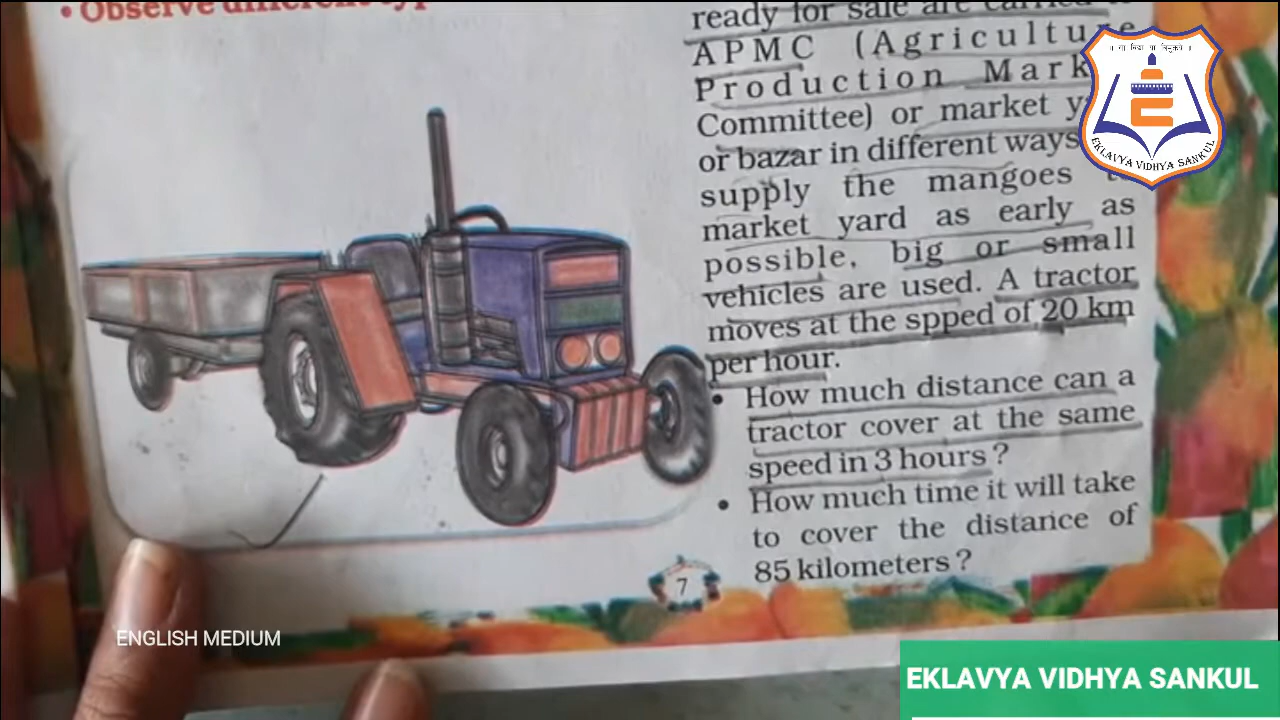 • Observe different typ
ready for sale are carried
APMC (Agriculture
Production Mark
Committee) or market y
or bazar in different ways
supply the mangoes
market yard as early as
possible, big or small
vehicles are used. A tractor
moves at the spped of 20 km
per hour.
• How much distance can a
tractor cover at the same
speed in 3 hours ?
• How much time it will take
to cover the distance of
85 kilometers ?
7
EKLAVYA VIDHYA SANKUL
ENGLISH MEDIUM
EKLAVYA VIDHYA SANKUL